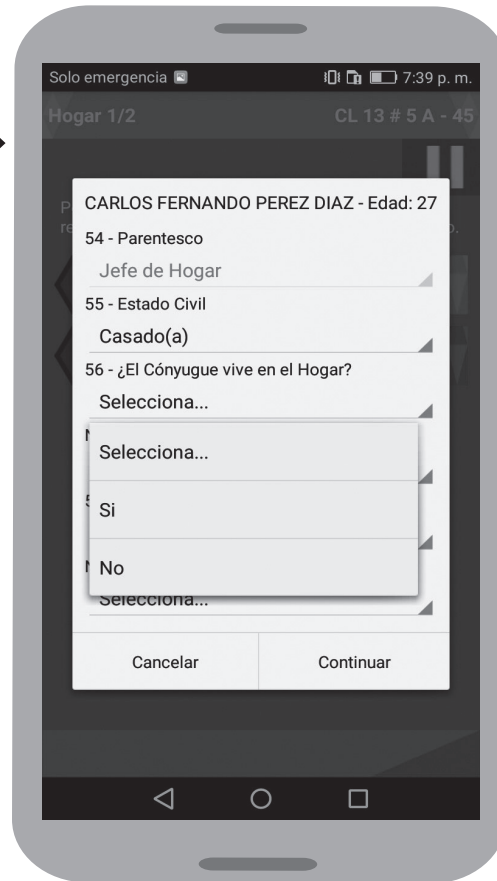 Solo emergencia 7:39 p. m.
Hogar 1/2 CL 13 # 5 A - 45
CARLOS FERNANDO PEREZ DIAZ - Edad: 27
54 - Parentesco
Jefe de Hogar
55 - Estado Civil
Casado(a)
56 - ¿El Cónyugue vive en el Hogar?
Selecciona...
Selecciona...
Si
No
Selecciona...
Cancelar Continuar